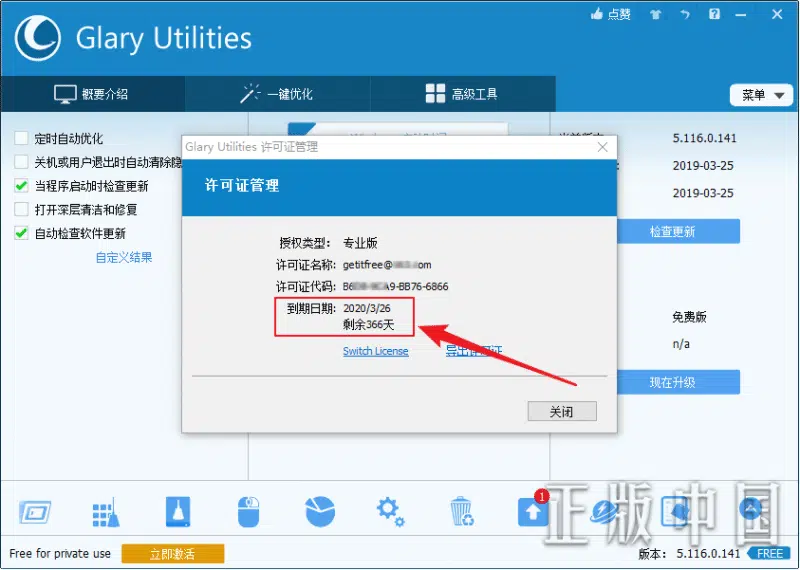 点赞
Glary Utilities
概要介绍
一键优化
高级工具
菜单
定时自动优化
关机或用户退出时自动清除隐
当程序启动时检查更新
打开深层清洁和修复
自动检查软件更新
自定义结果
5.116.0.141
2019-03-25
2019-03-25
检查更新
免费版
n/a
现在升级
Glary Utilities 许可证管理
许可证管理
授权类型: 专业版
许可证名称: getitfree@ om
许可证代码: A9-BB76-6866
到期日期: 2020/3/26
剩余366天
Switch License
导出许可证
关闭
1
正版中国
Free for private use
立即激活
版本: 5.116.0.141
FREE